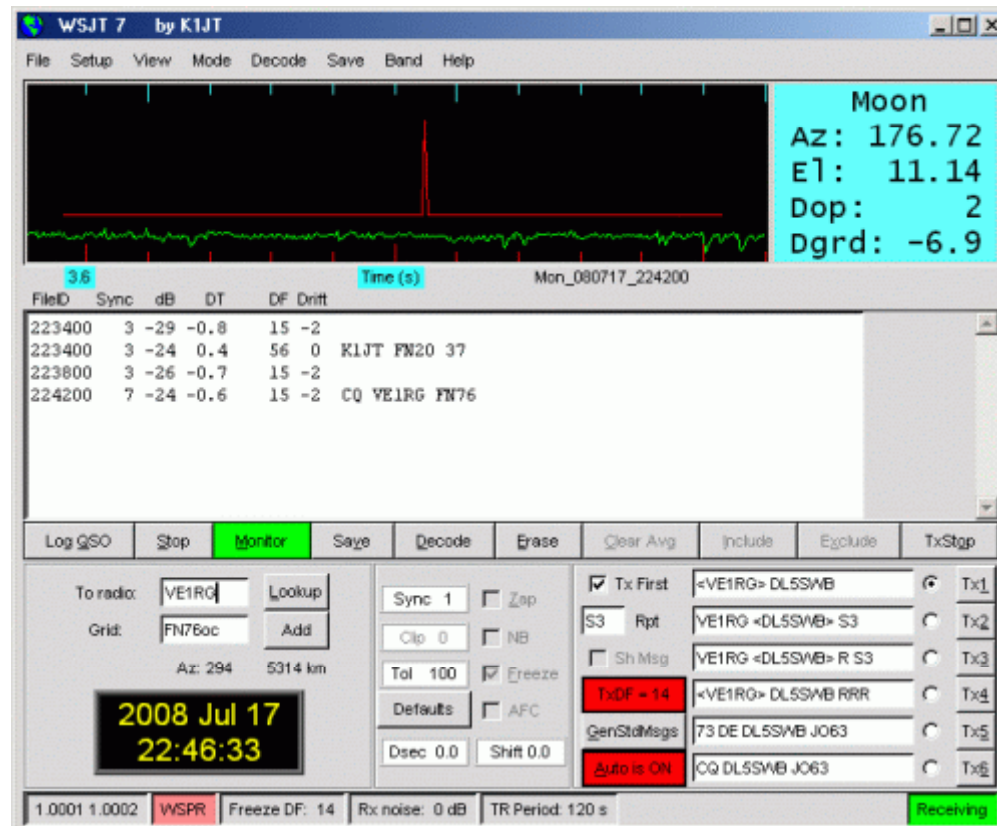 WSJT 7 by K1JT
File Setup View Mode Decode Save Band Help
Moon
Az: 176.72
El: 11.14
Dop: 2
Dgrd: -6.9
3.6 Time (s) Mon_080717_224200
FileID Sync dB DT DF Drift
223400 3 -29 -0.8 15 -2
223400 3 -24 0.4 56 0 K1JT FN20 37
223800 3 -26 -0.7 15 -2
224200 7 -24 -0.6 15 -2 CQ VE1RG FN76
Log QSO Stop Monitor Save Decode Erase Clear Avg Include Exclude TxStop
To radio: VE1RG Lookup
Grid: FN76oc Add
Az: 294 5314 km
2008 Jul 17
22:46:33
Sync 1 Zap
Clip 0 NB
Tol 100 Freeze
Defaults AFC
Dsec 0.0 Shift 0.0
Tx First <VE1RG> DL5SWB Tx1
S3 Rpt VE1RG <DL5SWB> S3 Tx2
Sh Msg VE1RG <DL5SWB> R S3 Tx3
TxDF = 14 <VE1RG> DL5SWB RRR Tx4
GenStdMsgs 73 DE DL5SWB JO63 Tx5
Auto is ON CQ DL5SWB JO63 Tx6
1.0001 1.0002 WSPR Freeze DF: 14 Rx noise: 0 dB TR Period: 120 s Receiving